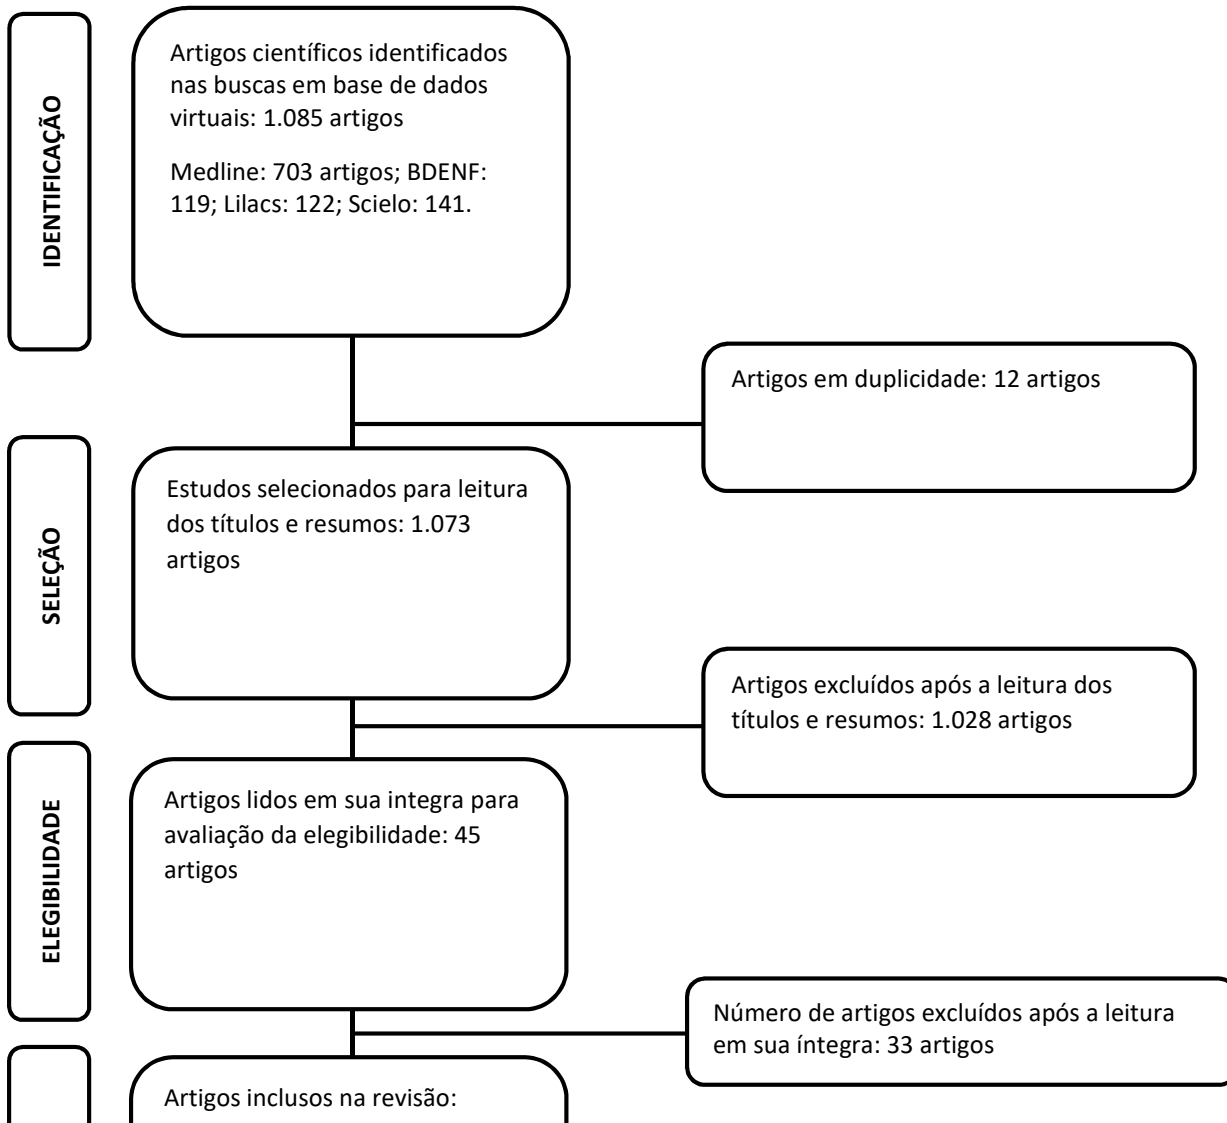 IDENTIFICAÇÃO
Artigos científicos identificados
nas buscas em base de dados
virtuais: 1.085 artigos
Medline: 703 artigos; BDENF:
119; Lilacs: 122; Scielo: 141.
Artigos em duplicidade: 12 artigos
SELEÇÃO
Estudos selecionados para leitura
dos títulos e resumos: 1.073
artigos
Artigos excluídos após a leitura dos
títulos e resumos: 1.028 artigos
ELEGIBILIDADE
Artigos lidos em sua integra para
avaliação da elegibilidade: 45
artigos
Número de artigos excluídos após a leitura
em sua íntegra: 33 artigos
Artigos inclusos na revisão: